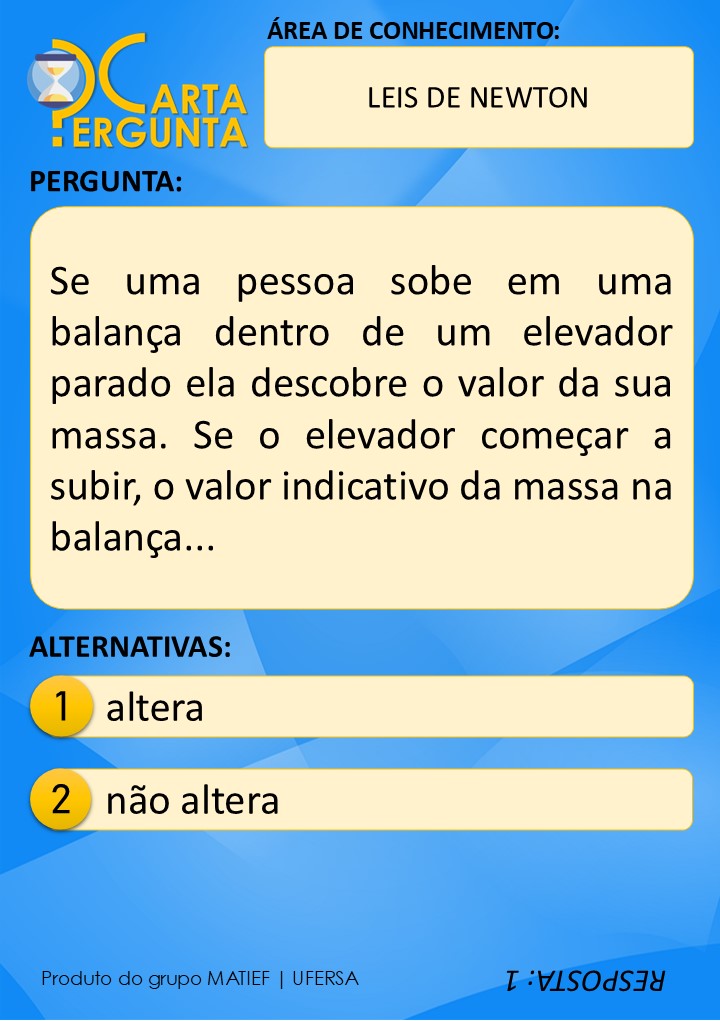 ÁREA DE CONHECIMENTO:
CARTA
PERGUNTA
LEIS DE NEWTON
PERGUNTA:
Se uma pessoa sobe em uma
balança dentro de um elevador
parado ela descobre o valor da sua
massa. Se o elevador começar a
subir, o valor indicativo da massa na
balança...
ALTERNATIVAS:
1 altera
2 não altera
Produto do grupo MATIEF | UFERSA
RESPOSTA: 1